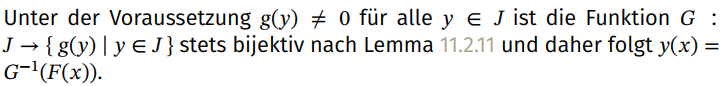 Unter der Voraussetzung g(y) ≠ 0 für alle y ∈ J ist die Funktion G :
J → { g(y) | y ∈ J } stets bijektiv nach Lemma 11.2.11 und daher folgt y(x) =
G⁻¹(F(x)).